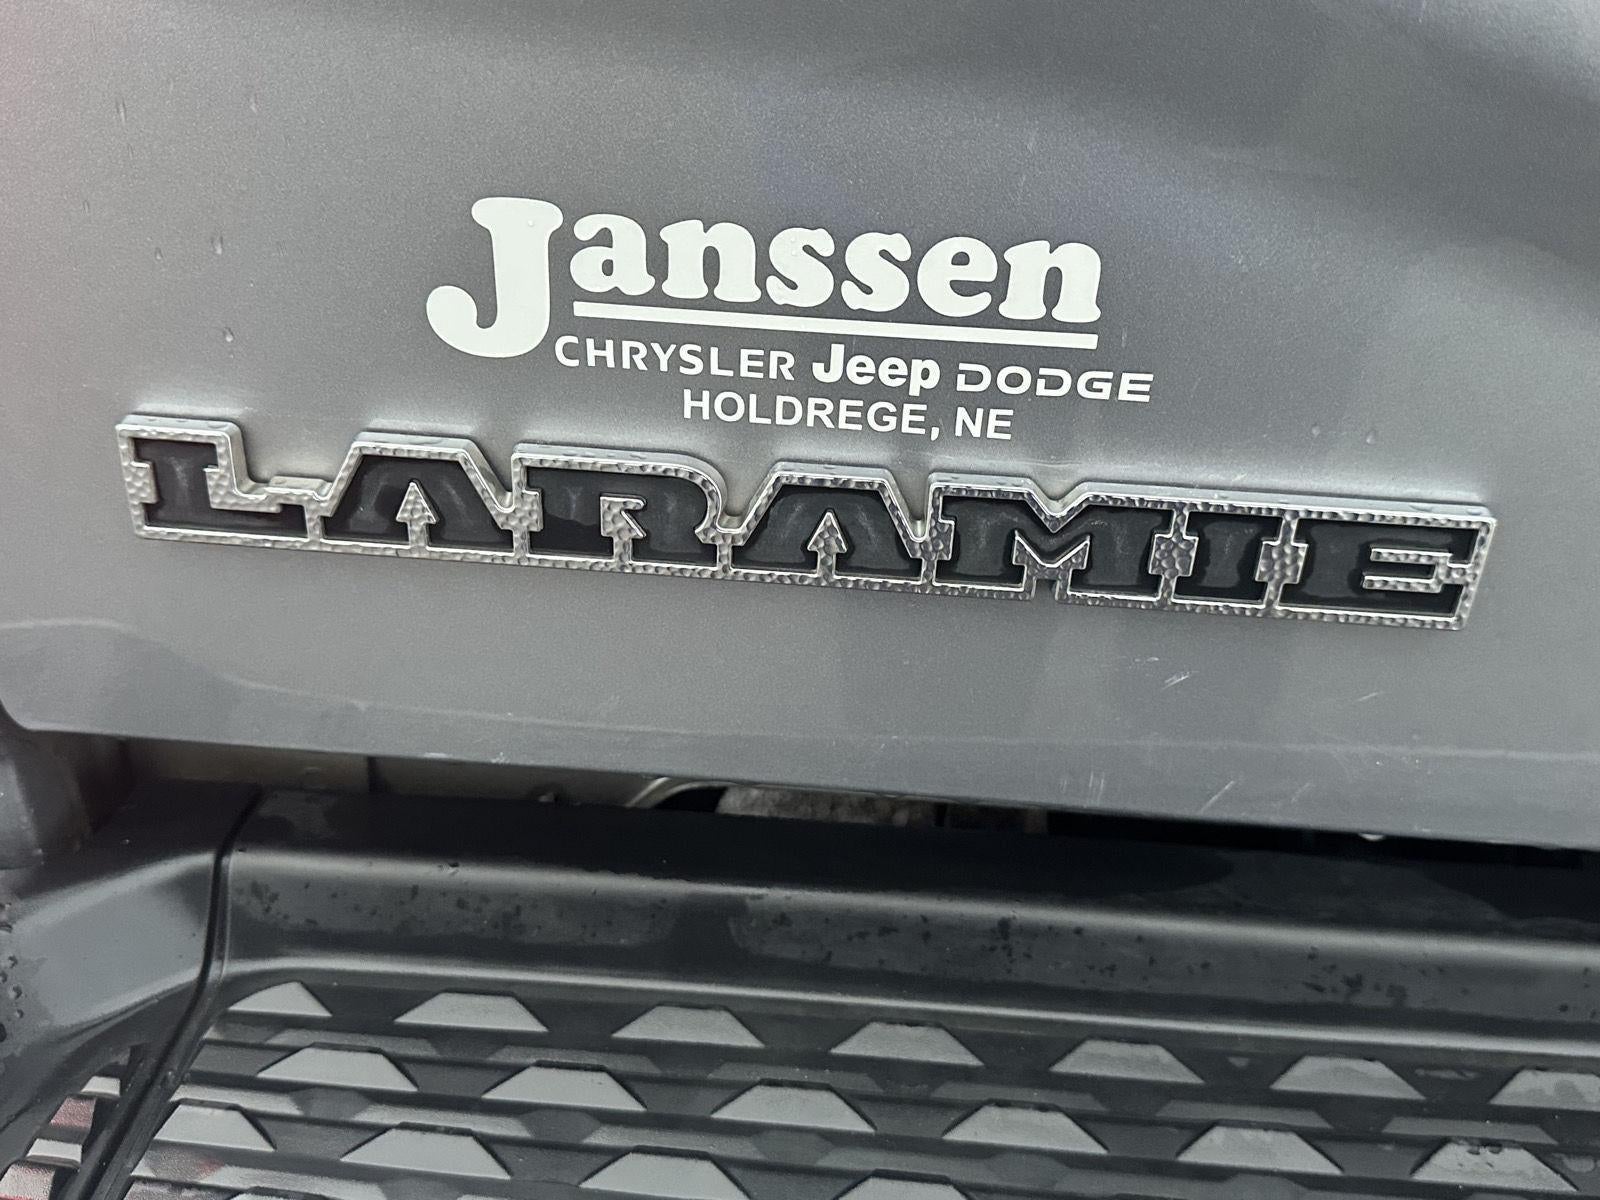 Janssen
CHRYSLER Jeep DODGE
HOLDREGE, NE
LARAMIE